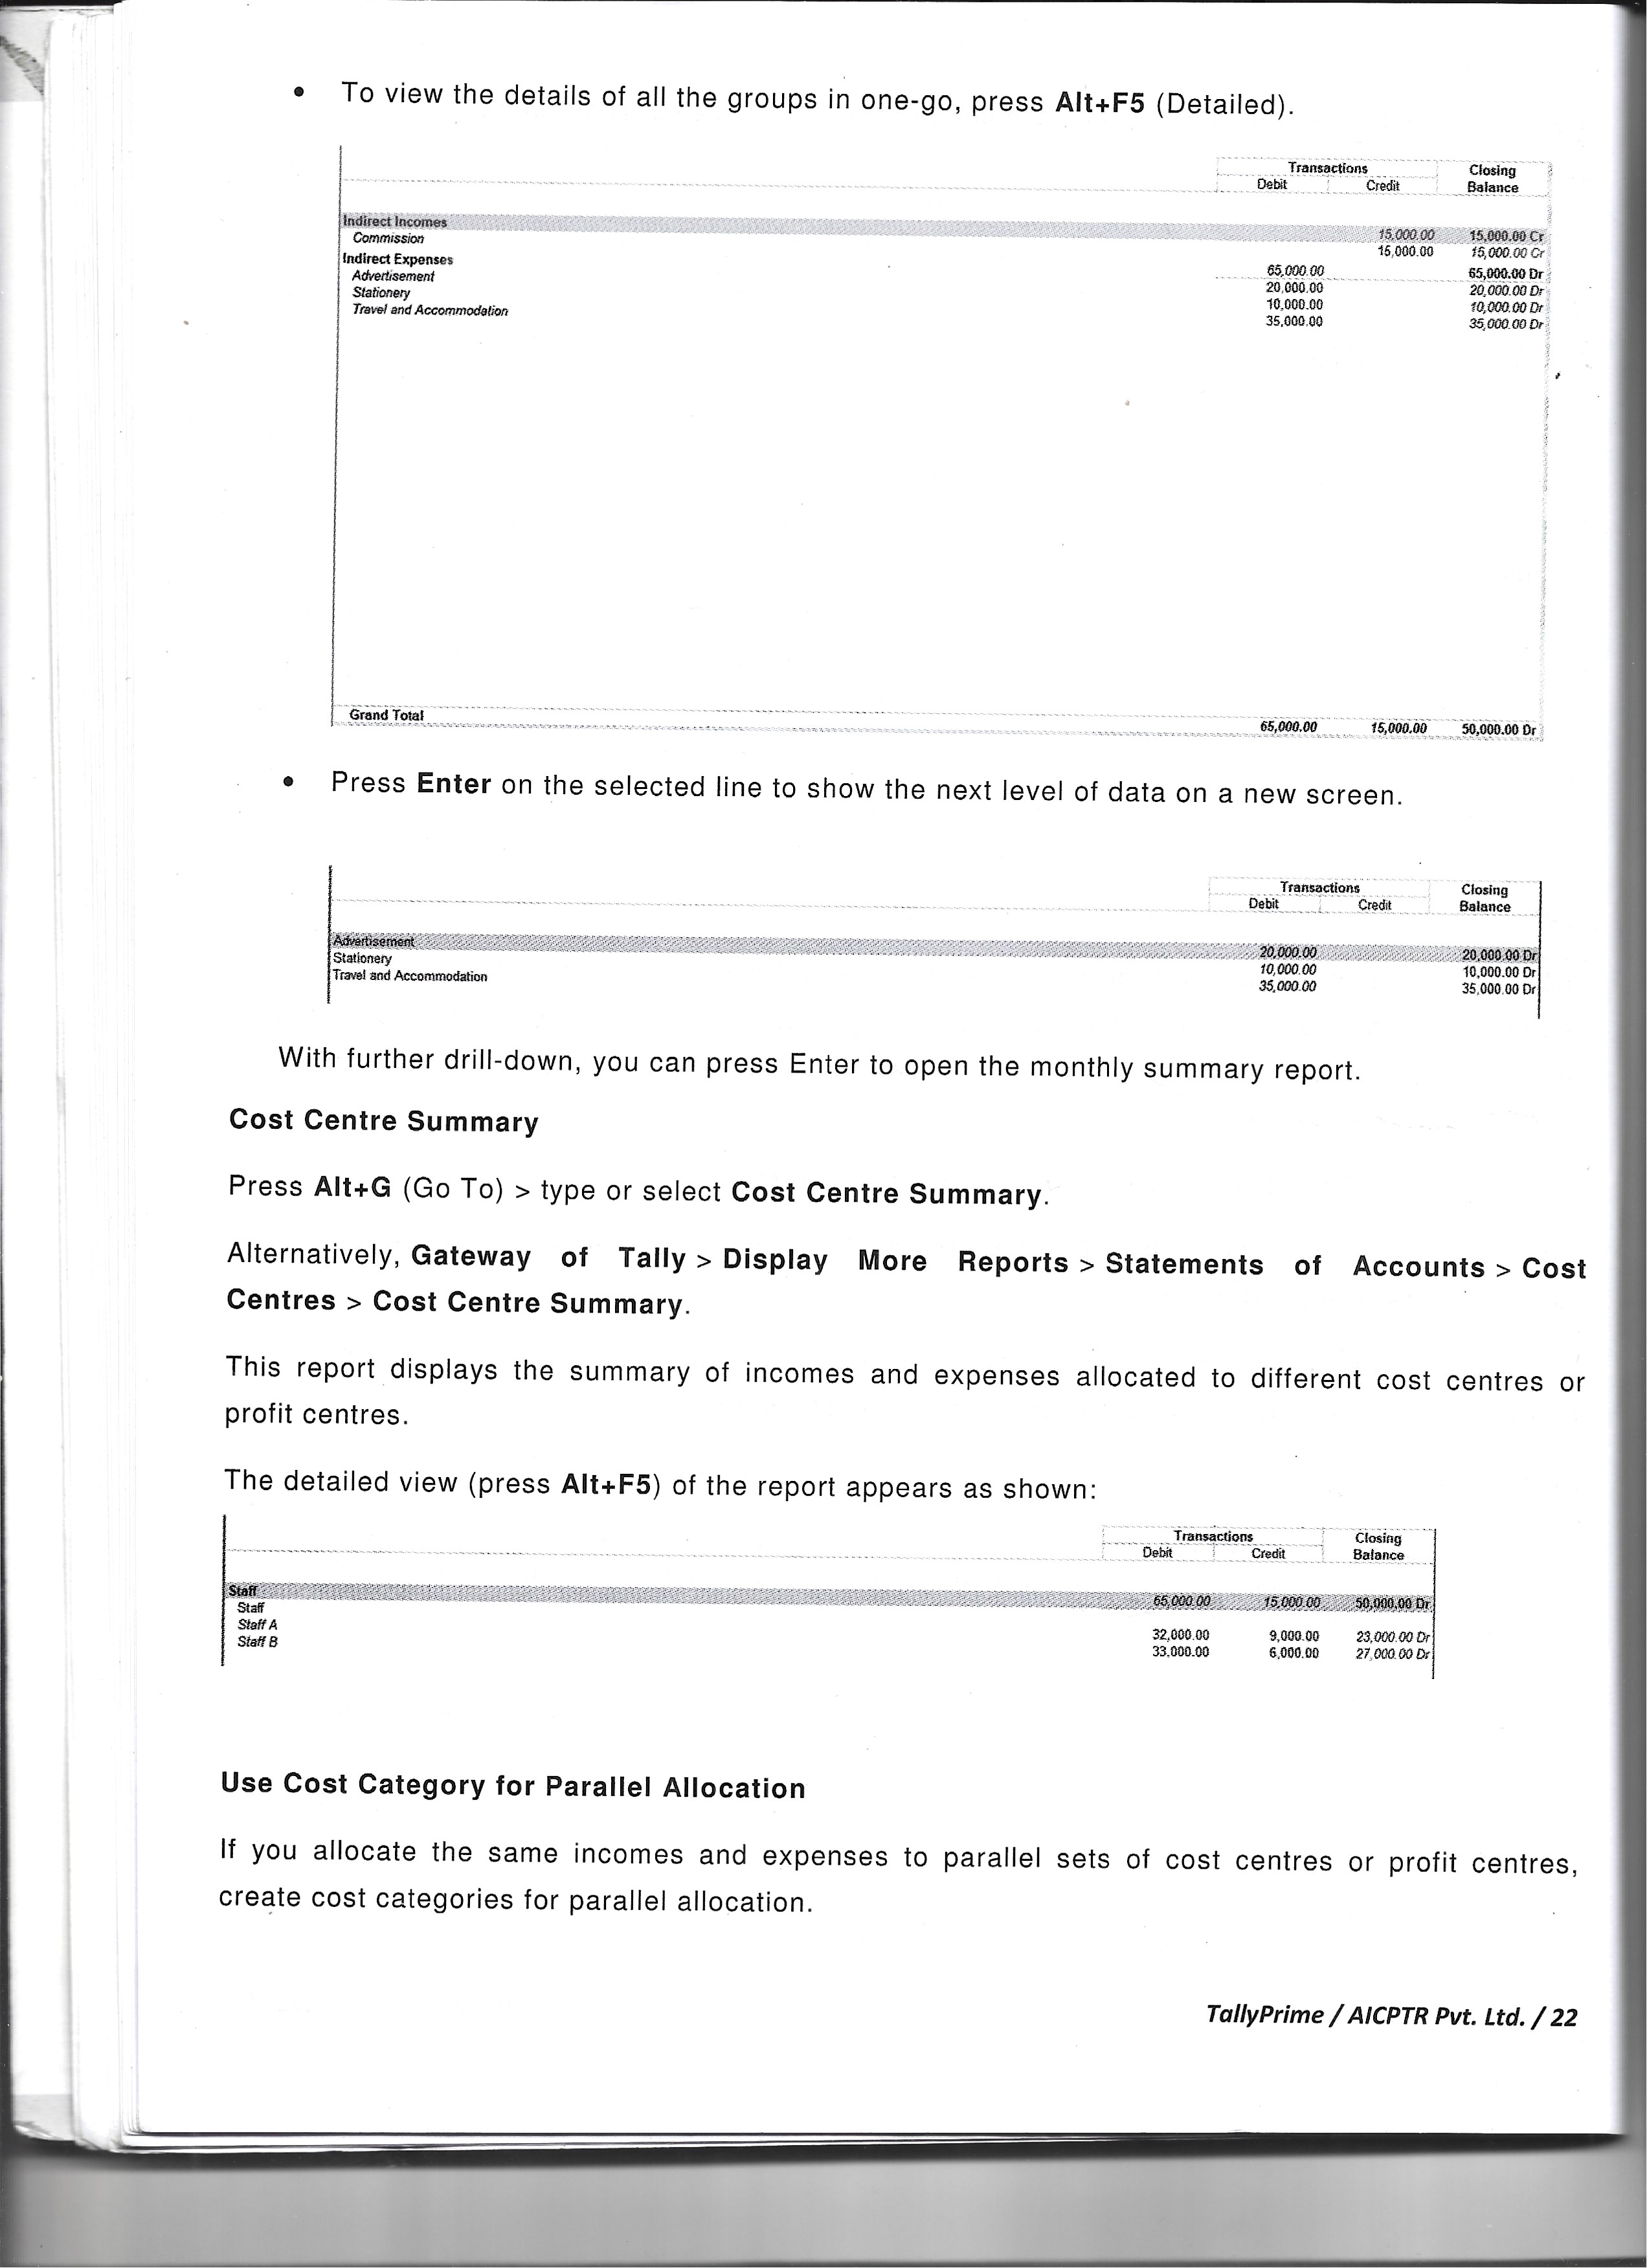 • To view the details of all the groups in one-go, press Alt+F5 (Detailed).
Transactions Closing
Debit Credit Balance
Indirect Incomes 15,000.00 15,000.00 Cr
Commission 15,000.00 15,000.00 Cr
Indirect Expenses 65,000.00 65,000.00 Dr
Advertisement 20,000.00 20,000.00 Dr
Stationery 10,000.00 10,000.00 Dr
Travel and Accommodation 35,000.00 35,000.00 Dr
Grand Total 65,000.00 15,000.00 50,000.00 Dr
• Press Enter on the selected line to show the next level of data on a new screen.
Transactions Closing
Debit Credit Balance
Advertisement 20,000.00 20,000.00 Dr
Stationery 10,000.00 10,000.00 Dr
Travel and Accommodation 35,000.00 35,000.00 Dr
With further drill-down, you can press Enter to open the monthly summary report.
Cost Centre Summary
Press Alt+G (Go To) > type or select Cost Centre Summary.
Alternatively, Gateway of Tally > Display More Reports > Statements of Accounts > Cost
Centres > Cost Centre Summary.
This report displays the summary of incomes and expenses allocated to different cost centres or
profit centres.
The detailed view (press Alt+F5) of the report appears as shown:
Transactions Closing
Debit Credit Balance
Staff 65,000.00 15,000.00 50,000.00 Dr
Staff
Staff A 32,000.00 9,000.00 23,000.00 Dr
Staff B 33,000.00 6,000.00 27,000.00 Dr
Use Cost Category for Parallel Allocation
If you allocate the same incomes and expenses to parallel sets of cost centres or profit centres,
create cost categories for parallel allocation.
TallyPrime / AICPTR Pvt. Ltd. / 22